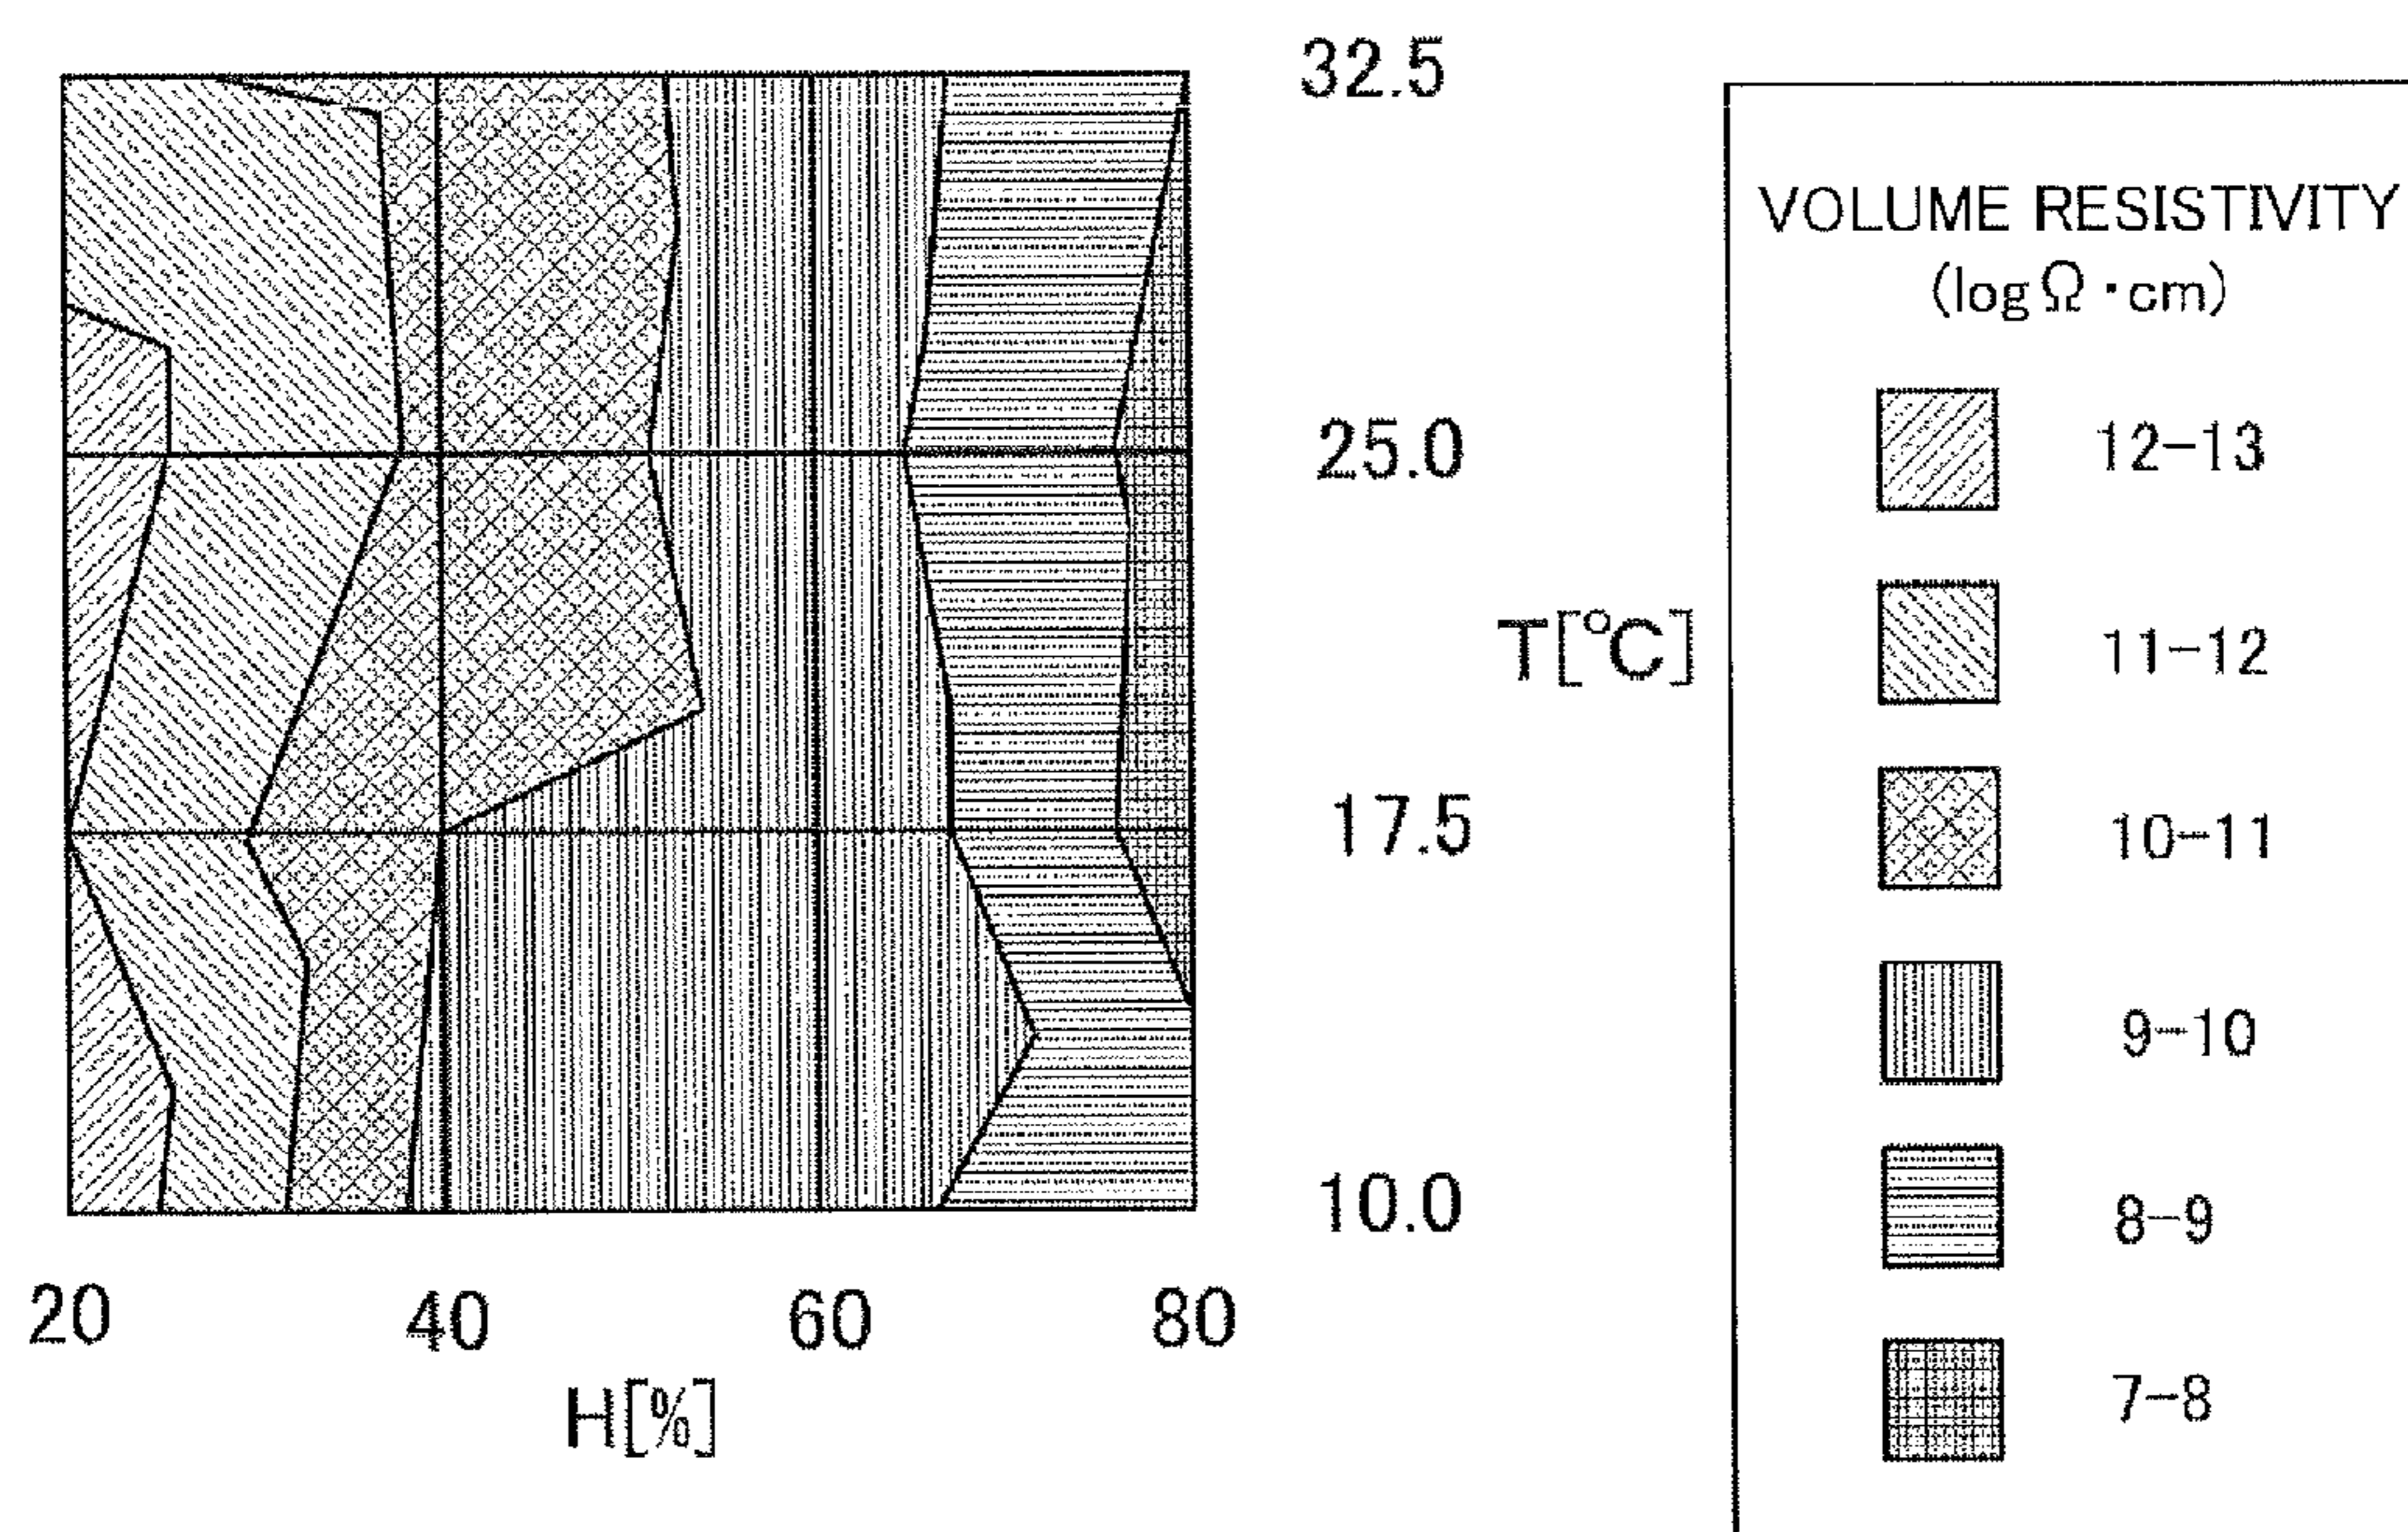 32.5
25.0
T[℃]
17.5
10.0
20 40 60 80
H[%]
VOLUME RESISTIVITY
(logΩ・cm)
12-13
11-12
10-11
9-10
8-9
7-8